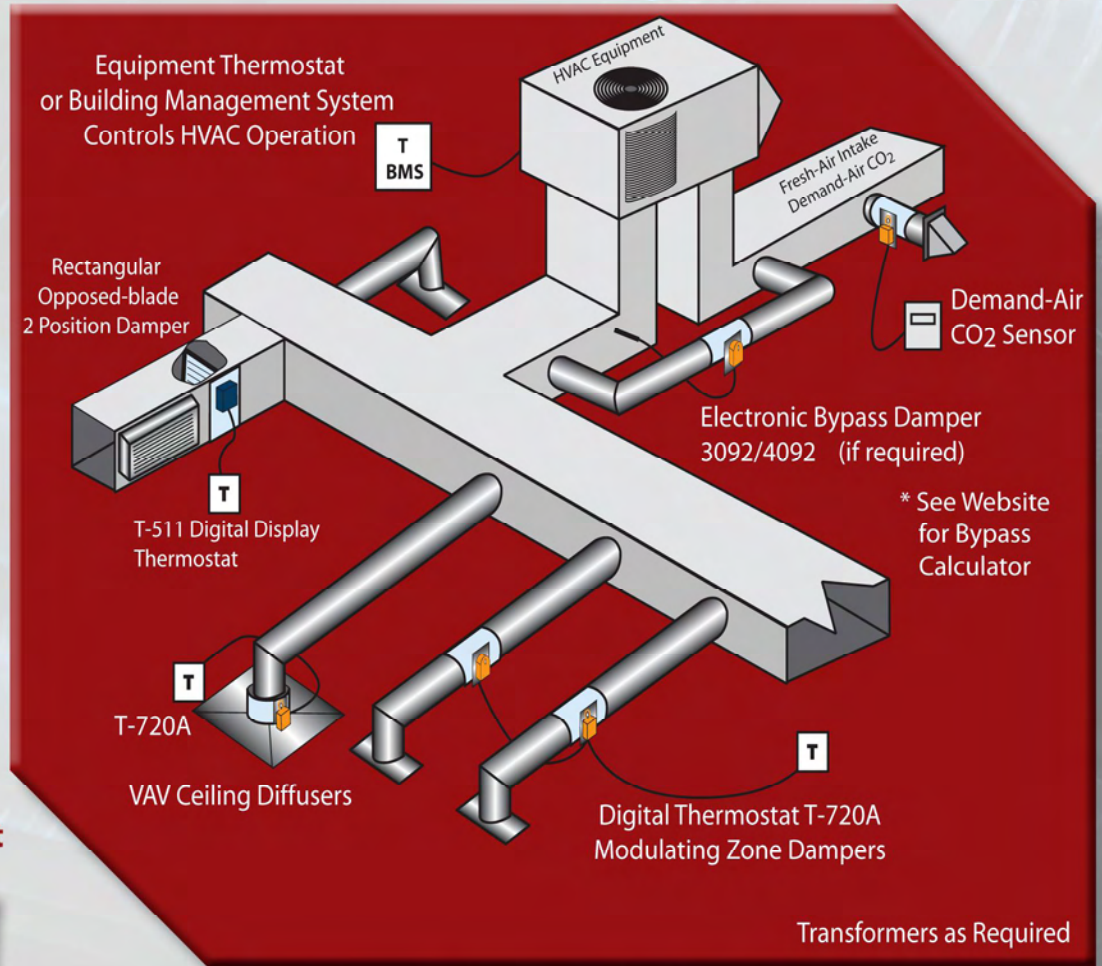 Equipment Thermostat
or Building Management System
Controls HVAC Operation
T
BMS
HVAC Equipment
Fresh-Air Intake
Demand-Air CO2
Rectangular
Opposed-blade
2 Position Damper
Demand-Air
CO2 Sensor
Electronic Bypass Damper
3092/4092 (if required)
* See Website
for Bypass
Calculator
T
T-511 Digital Display
Thermostat
T
T-720A
VAV Ceiling Diffusers
T
Digital Thermostat T-720A
Modulating Zone Dampers
Transformers as Required